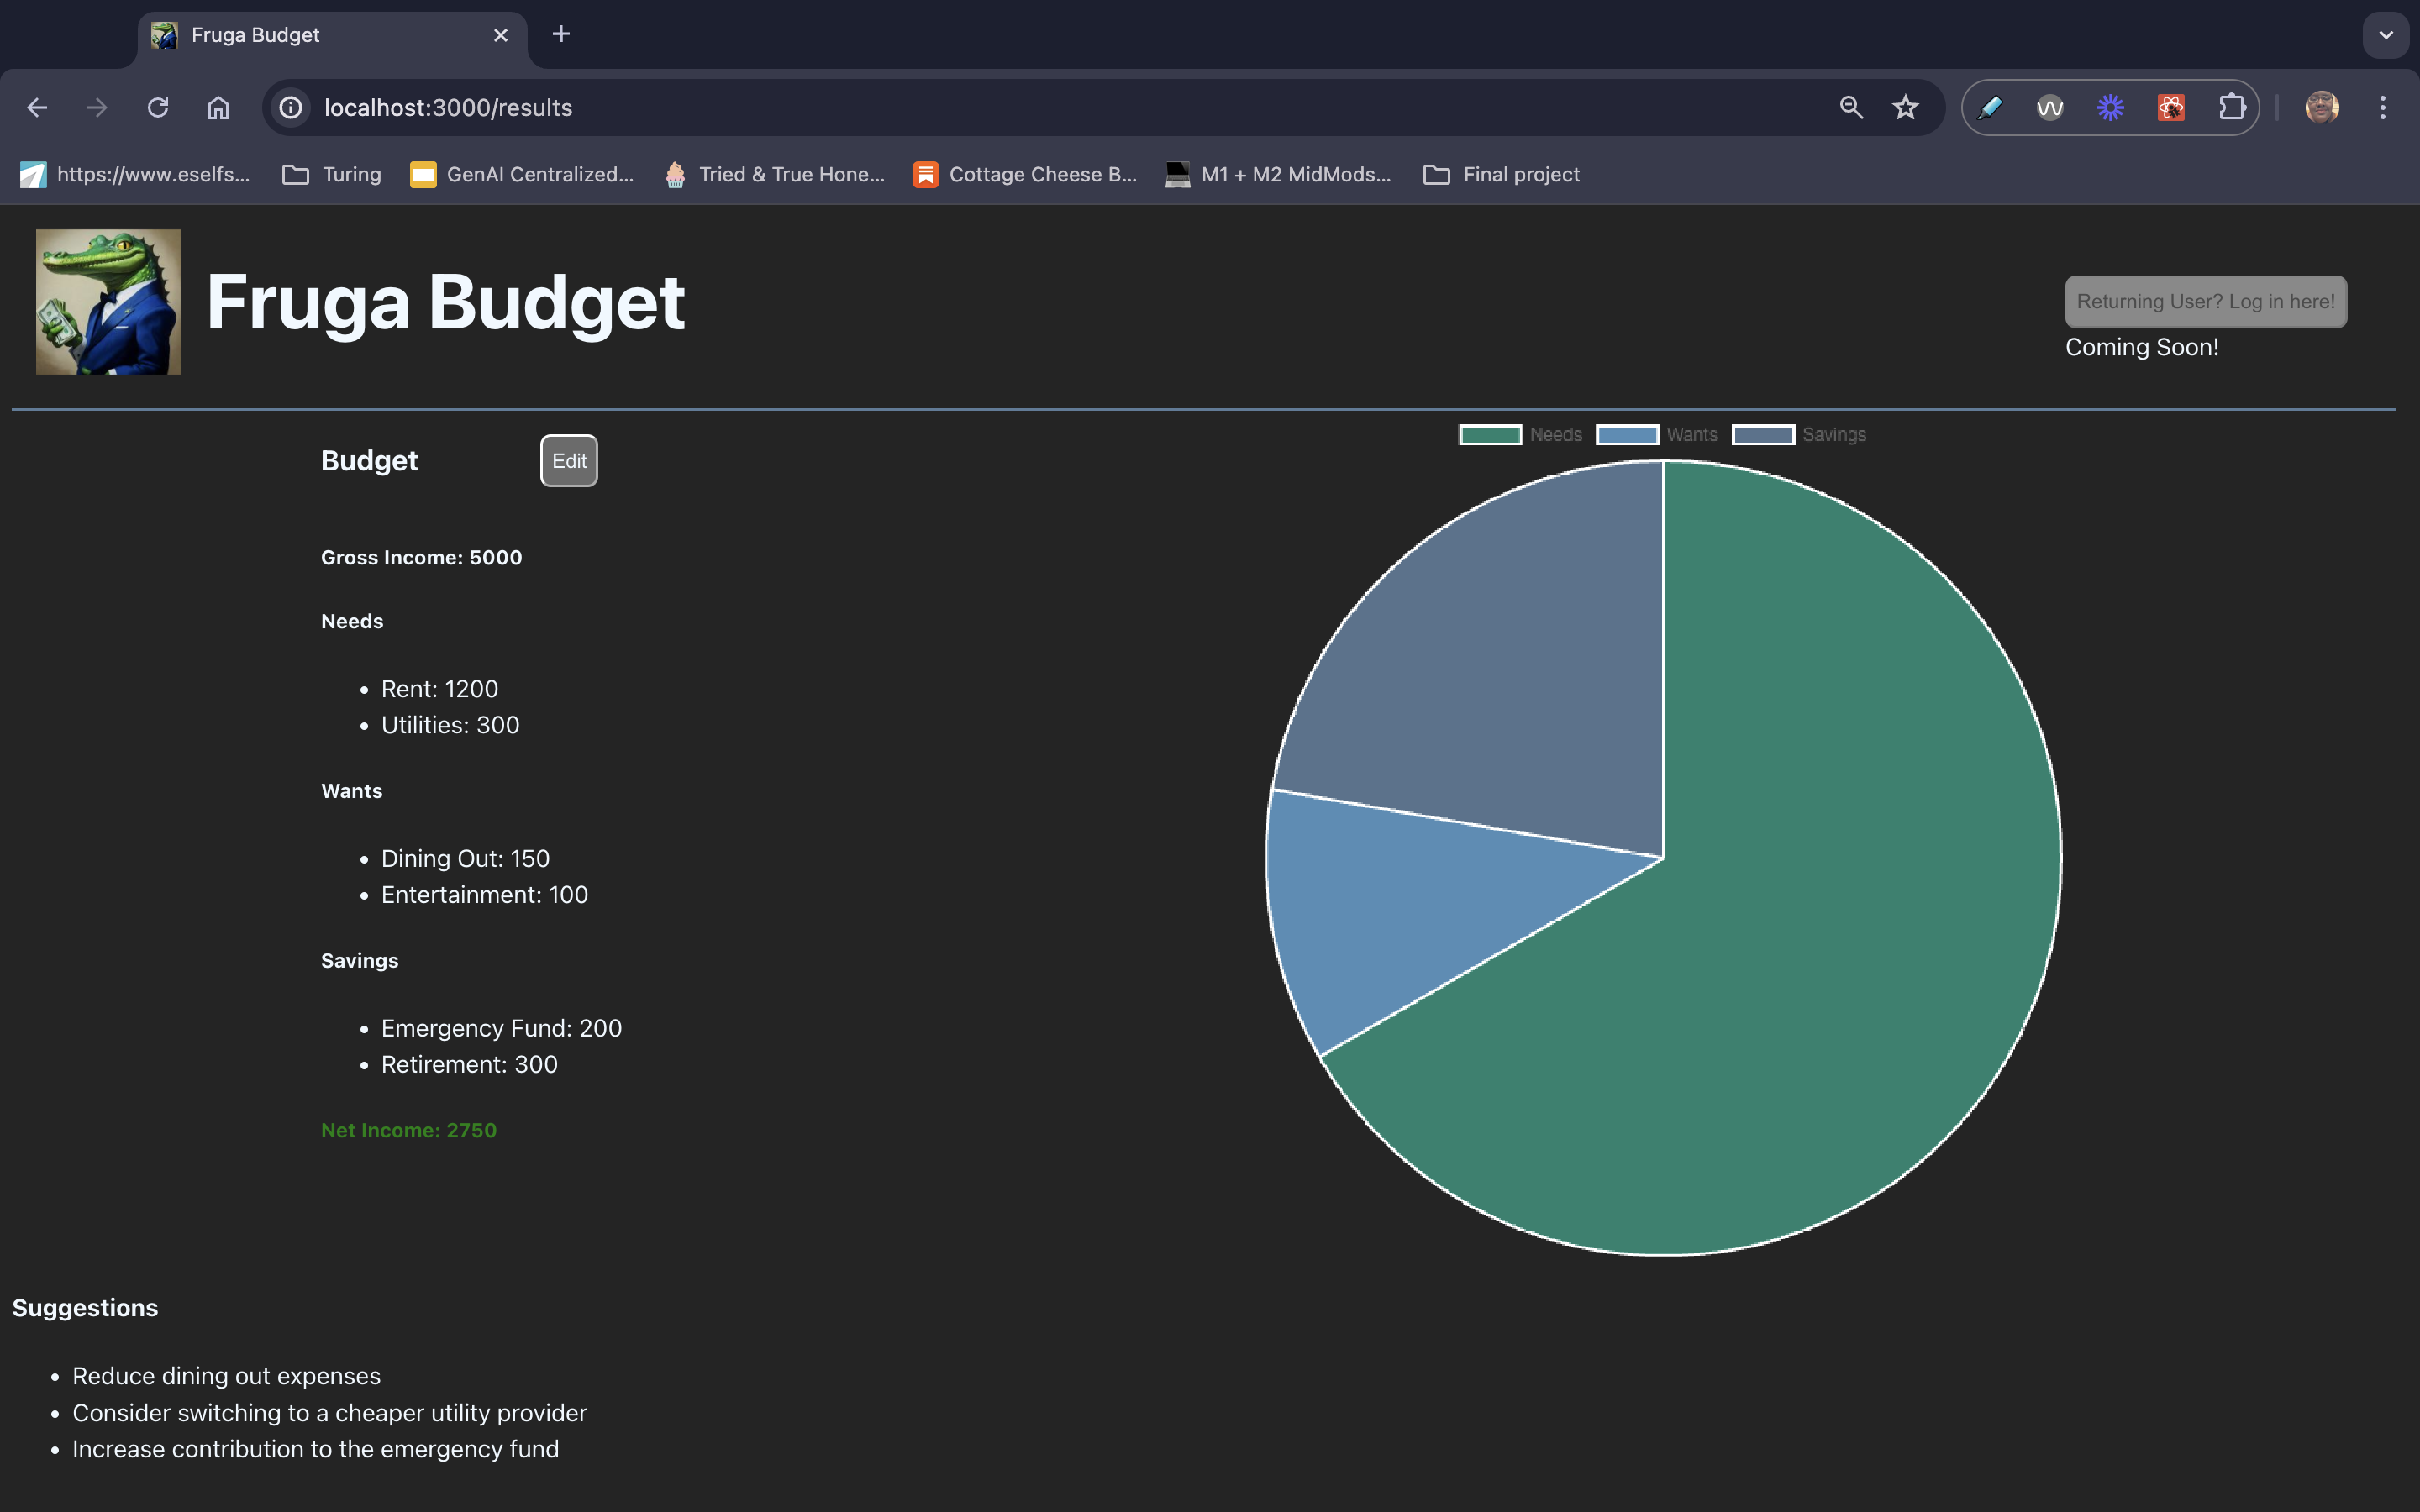 Fruga Budget
localhost:3000/results
https://www.eselfs...
Turing
GenAI Centralized...
Tried & True Hone...
Cottage Cheese B...
M1 + M2 MidMods...
Final project
Fruga Budget
Returning User? Log in here!
Coming Soon!
Budget
Edit
Gross Income: 5000
Needs
Rent: 1200
Utilities: 300
Wants
Dining Out: 150
Entertainment: 100
Savings
Emergency Fund: 200
Retirement: 300
Net Income: 2750
Needs
Wants
Savings
Suggestions
Reduce dining out expenses
Consider switching to a cheaper utility provider
Increase contribution to the emergency fund